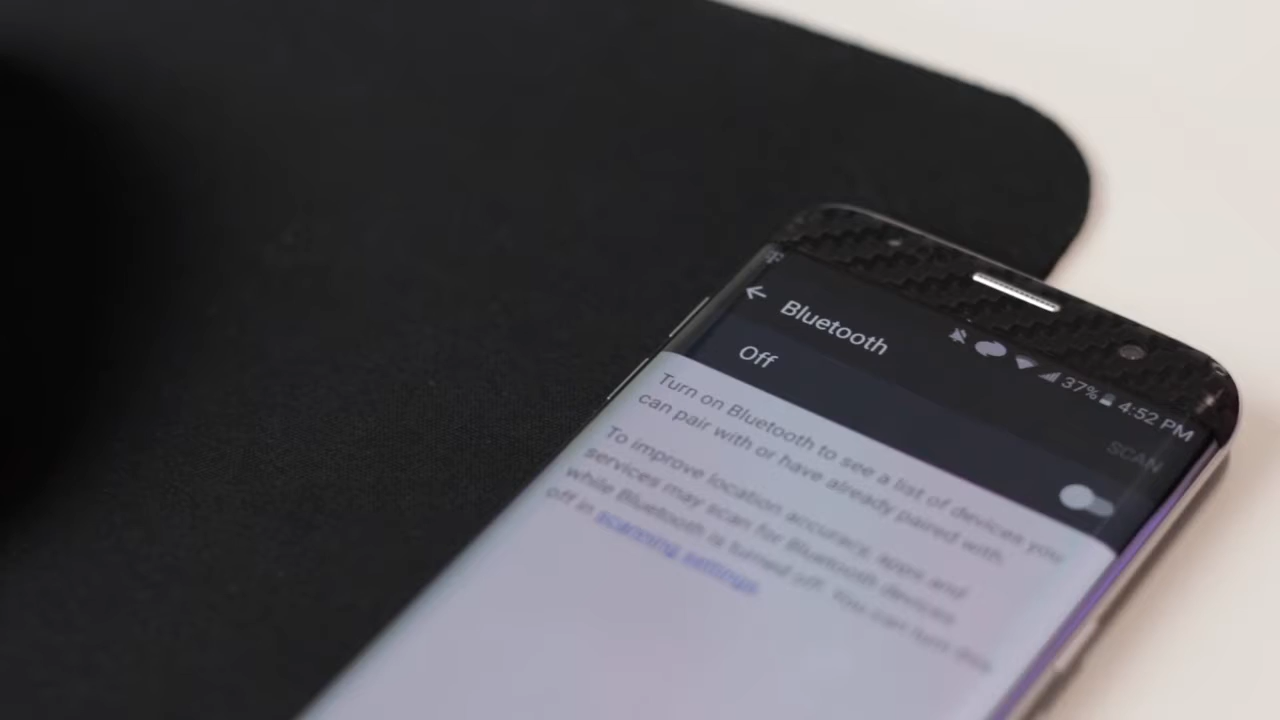 37% 4:52 PM
Bluetooth
SCAN
Off
Turn on Bluetooth to see a list of devices you
can pair with or have already paired with.
To improve location accuracy, apps and
services may scan for Bluetooth devices
while Bluetooth is turned off. You can turn this
off in scanning settings.